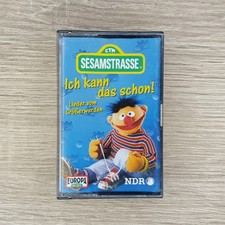 CTW
SESAMSTRASSE
Ich kann
das schon!
Lieder vom
Größerwerden
EUROPA
NDR